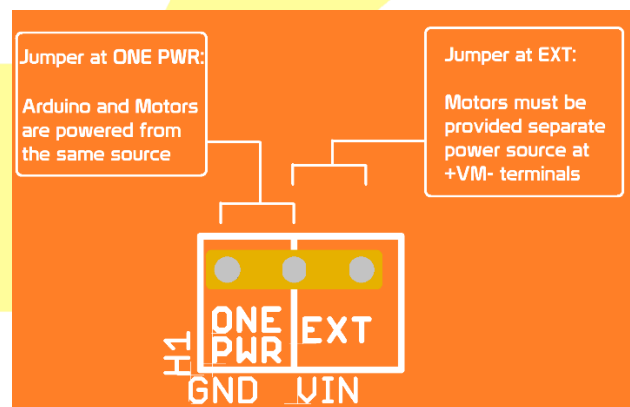 Jumper at ONE PWR:
Arduino and Motors
are powered from
the same source
Jumper at EXT:
Motors must be
provided separate
power source at
+VM- terminals
H1
ONE
PWR
EXT
GND
VIN